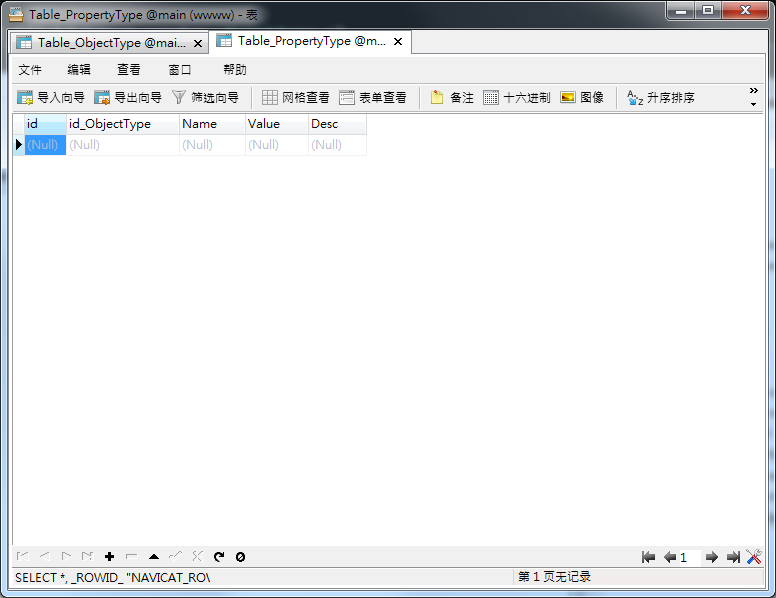 Table_PropertyType @main (wwww) - 表
Table_ObjectType @mai... Table_PropertyType @m...
文件 编辑 查看 窗口 帮助
导入向导 导出向导 筛选向导 网格查看 表单查看 备注 十六进制 图像 升序排序
id id_ObjectType Name Value Desc
(Null) (Null) (Null) (Null) (Null)
1
SELECT *, _ROWID_ "NAVICAT_RO\ 第 1 页无记录